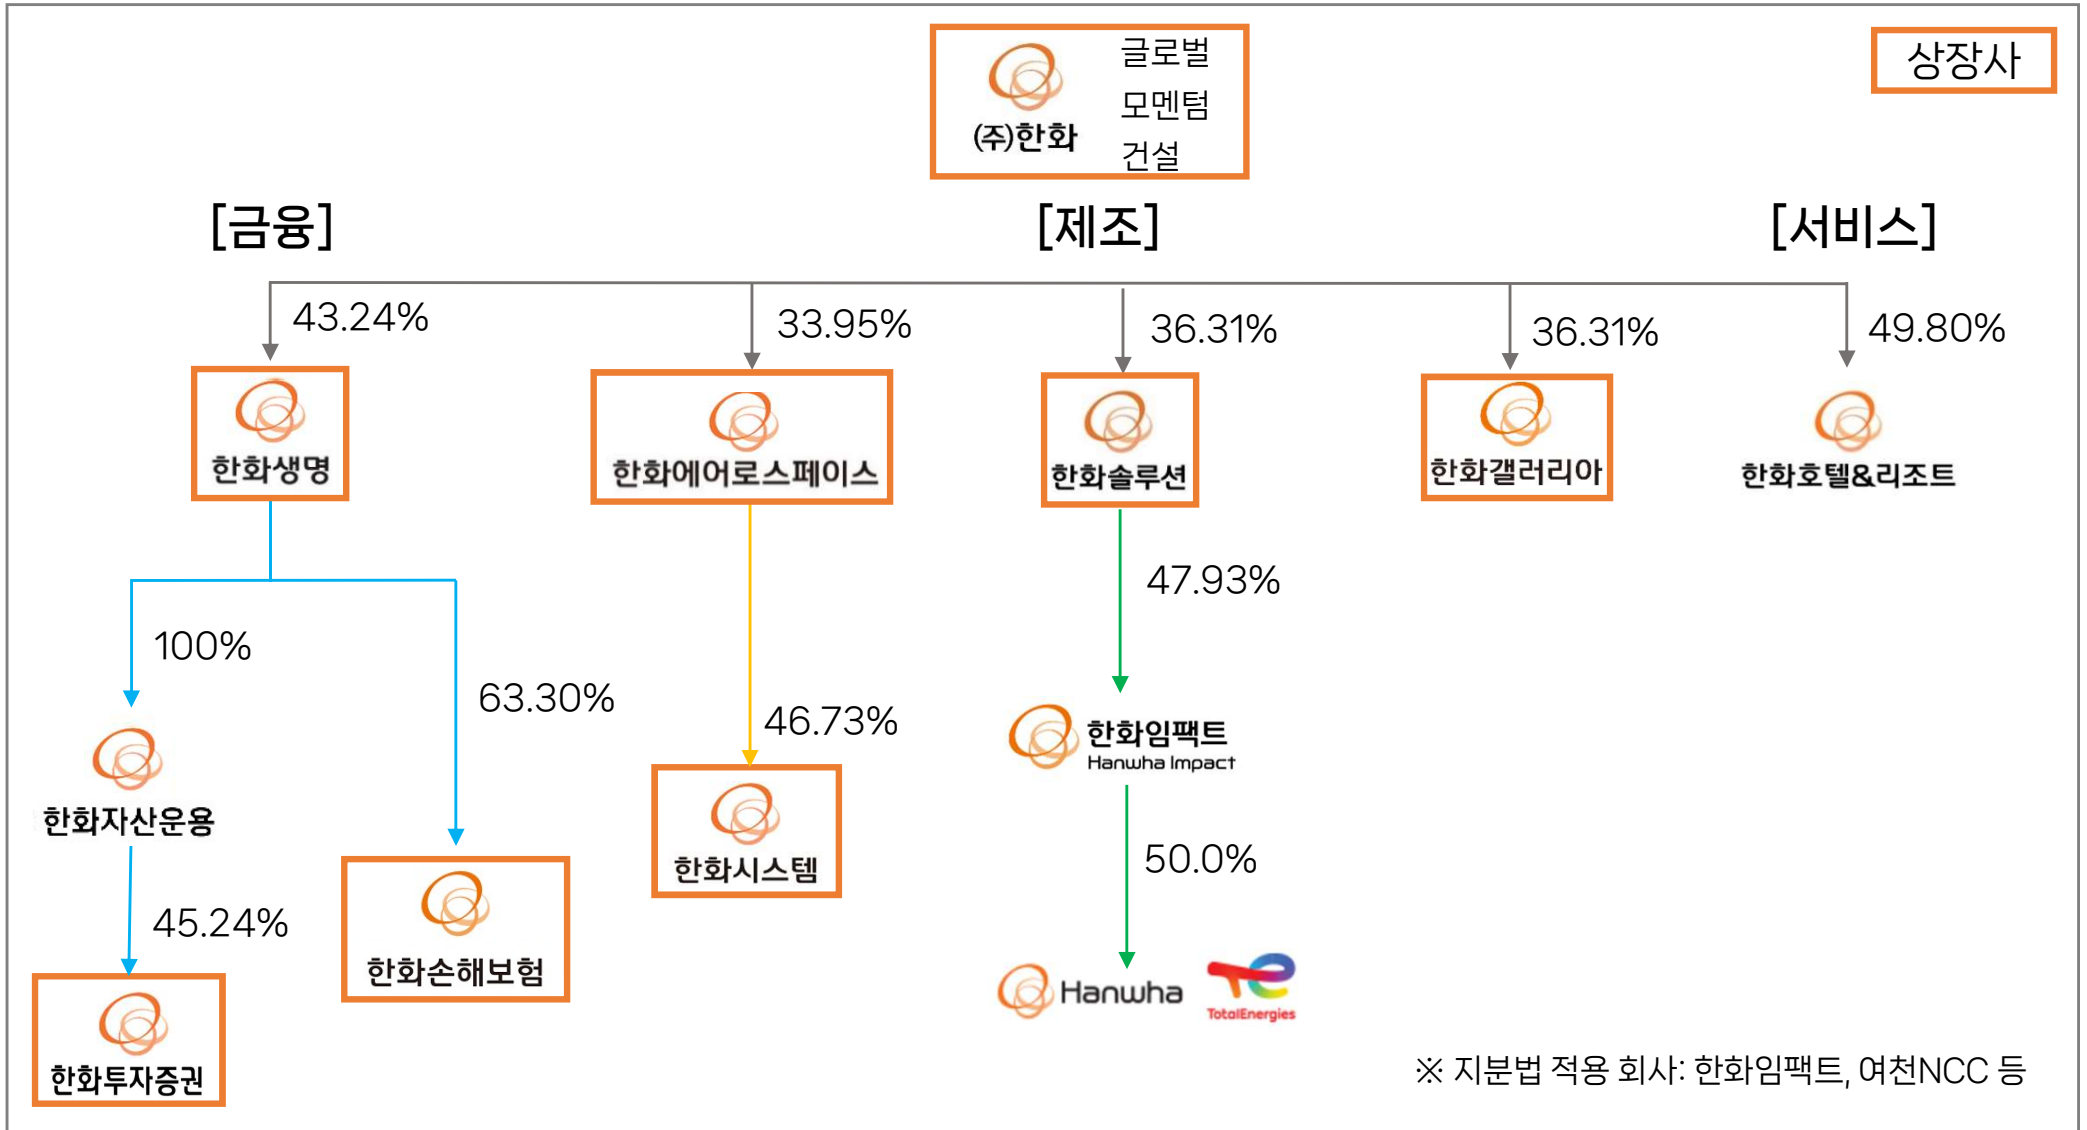 글로벌
모멘텀
건설
(주)한화
상장사
[금융]
[제조]
[서비스]
43.24%
33.95%
36.31%
36.31%
49.80%
한화생명
한화에어로스페이스
한화솔루션
한화갤러리아
한화호텔&리조트
100%
63.30%
46.73%
47.93%
한화자산운용
한화임팩트
Hanwha Impact
한화시스템
50.0%
45.24%
한화손해보험
한화투자증권
Hanwha
TotalEnergies
※ 지분법 적용 회사: 한화임팩트, 여천NCC 등